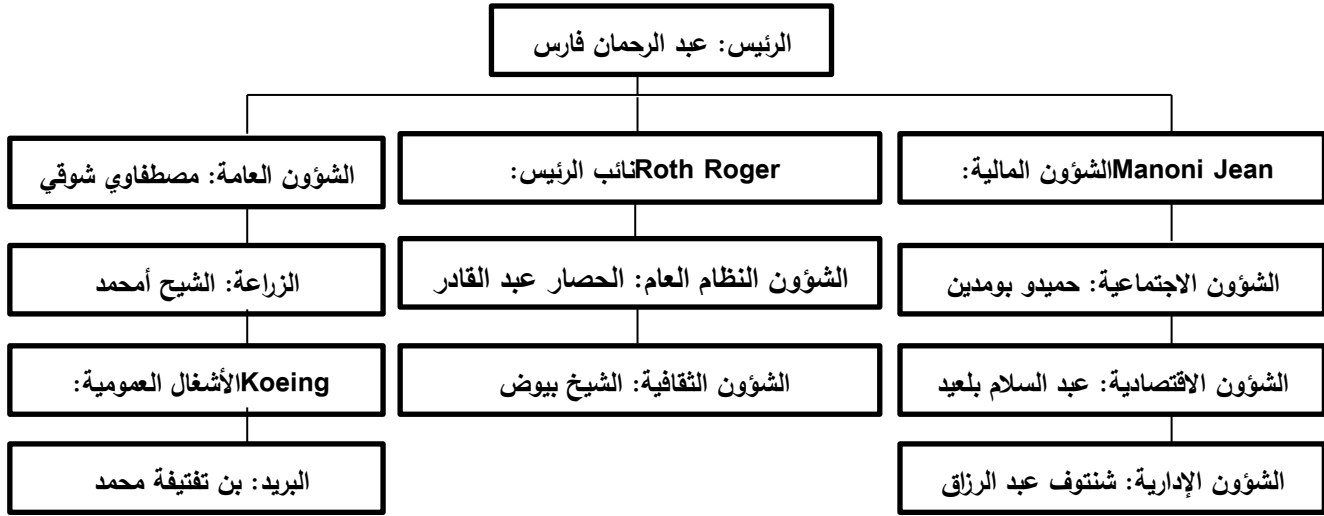 الرئيس: عبد الرحمان فارس
Manoni Jeanالشؤون المالية:
Roth Rogerنائب الرئيس:
الشؤون العامة: مصطفاوي شوقي
الشؤون الاجتماعية: حميدو بومدين
الشؤون النظام العام: الحصار عبد القادر
الزراعة: الشيح أمحمد
الشؤون الاقتصادية: عبد السلام بلعيد
الشؤون الثقافية: الشيخ بيوض
Koeingالأشغال العمومية:
الشؤون الإدارية: شنتوف عبد الرزاق
البريد: بن تفتيفة محمد